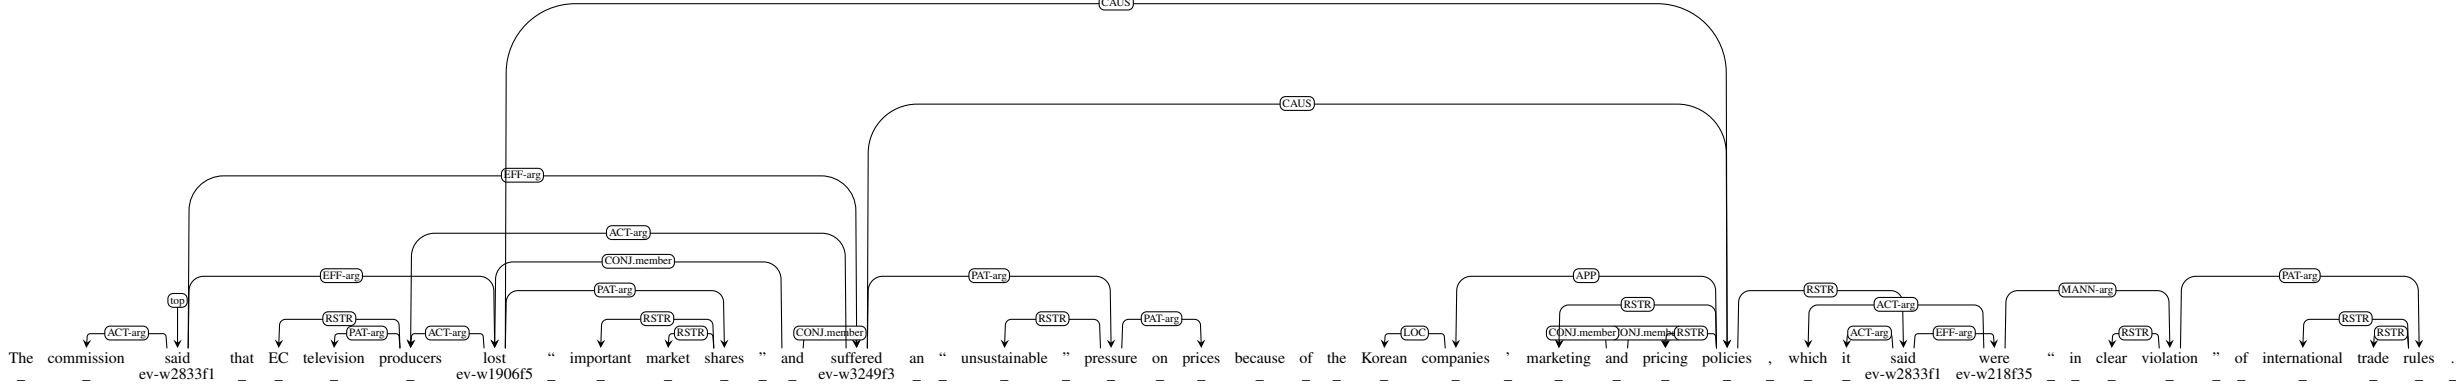 CAUS
CAUS
EFF-arg
ACT-arg
CONJ.member
EFF-arg PAT-arg APP PAT-arg
top PAT-arg RSTR MANN-arg
RSTR ACT-arg
RSTR RSTR RSTR PAT-arg RSTR
ACT-arg PAT-arg ACT-arg RSTR CONJ.member LOC CONJ.member RSTR ACT-arg EFF-arg RSTR RSTR
The commission said that EC television producers lost “ important market shares ” and suffered an “ unsustainable ” pressure on prices because of the Korean companies ’ marketing and pricing policies , which it said were “ in clear violation ” of international trade rules .
_ _ ev-w2833f1 _ _ _ _ ev-w1906f5 _ _ _ _ _ _ ev-w3249f3 _ _ _ _ _ _ _ _ _ _ _ _ _ _ _ _ _ _ _ _ ev-w2833f1 ev-w218f35 _ _ _ _ _ _ _ _ _ _